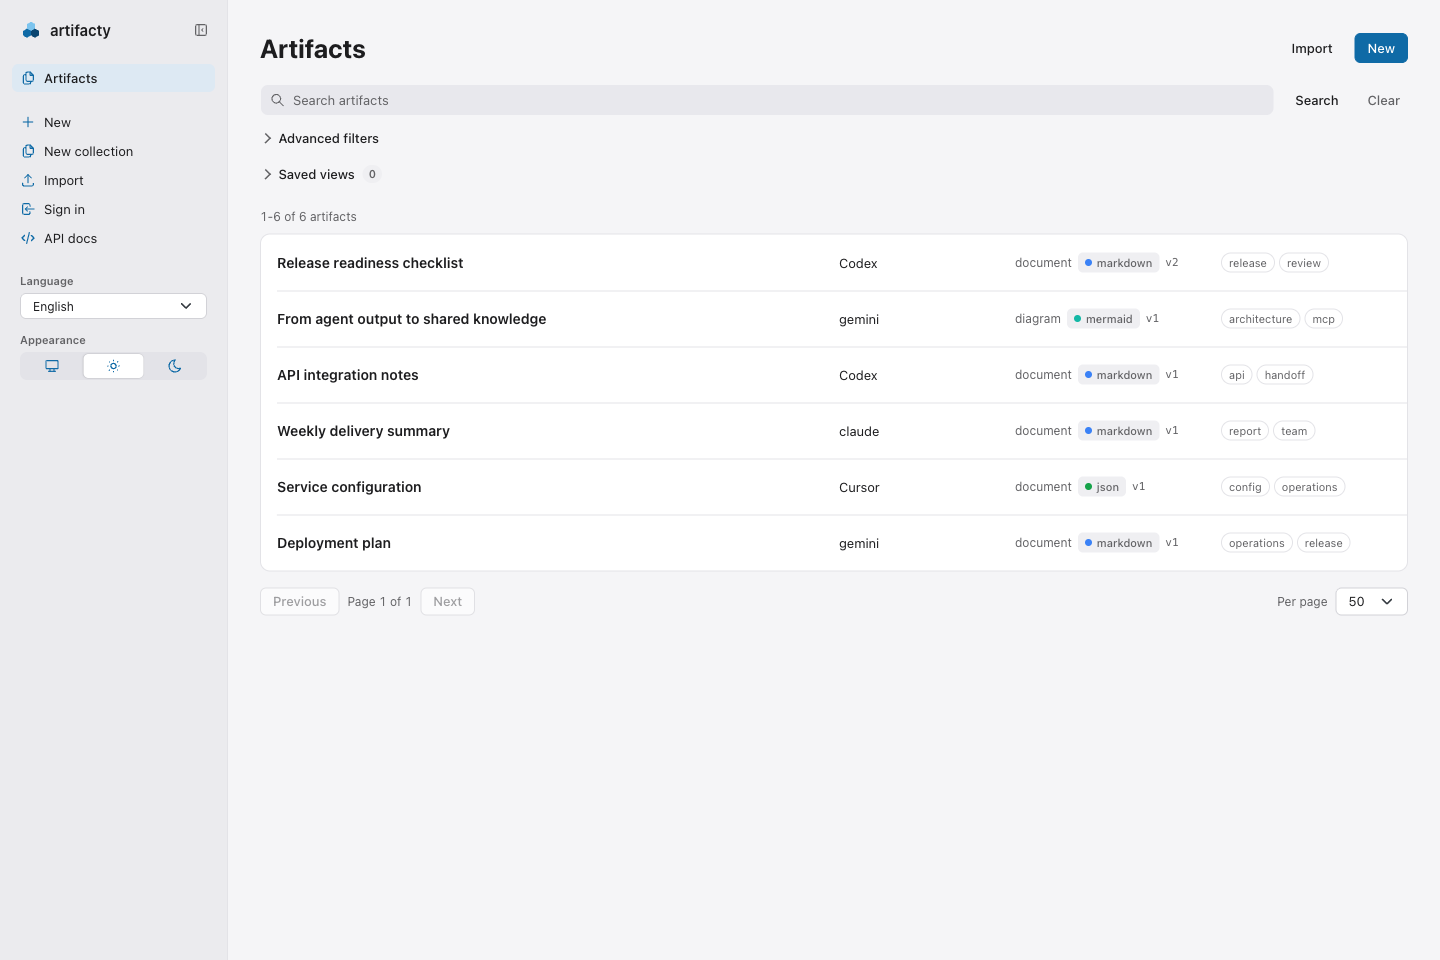 artifacty
Artifacts
New
New collection
Import
Sign in
API docs
Language
English
Appearance
Artifacts
Import
New
Search artifacts
Search
Clear
Advanced filters
Saved views 0
1-6 of 6 artifacts
Release readiness checklist Codex document markdown v2 release review
From agent output to shared knowledge gemini diagram mermaid v1 architecture mcp
API integration notes Codex document markdown v1 api handoff
Weekly delivery summary claude document markdown v1 report team
Service configuration Cursor document json v1 config operations
Deployment plan gemini document markdown v1 operations release
Previous Page 1 of 1 Next Per page 50